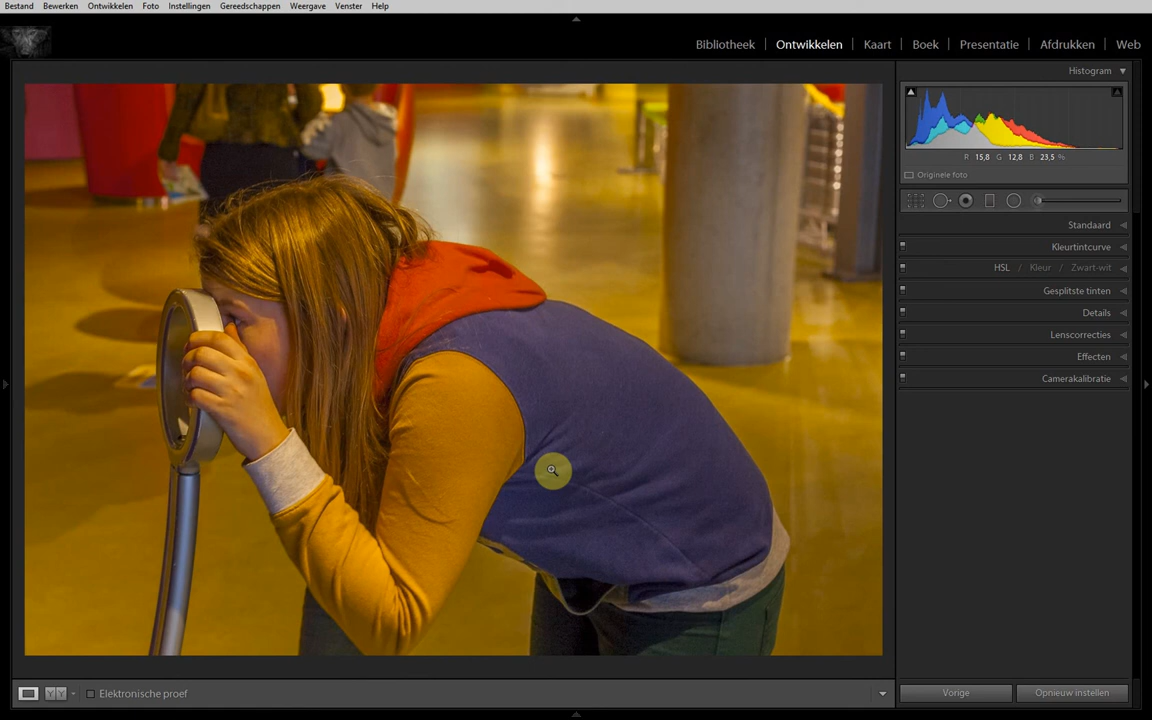 Bestand Bewerken Ontwikkelen Foto Instellingen Gereedschappen Weergave Venster Help
Bibliotheek | Ontwikkelen | Kaart | Boek | Presentatie | Afdrukken | Web
Histogram
R 15,8 G 12,8 B 23,5 %
Originele foto
Standaard
Kleurtintcurve
HSL / Kleur / Zwart-wit
Gesplitste tinten
Details
Lenscorrecties
Effecten
Camerakalibratie
Y Y Elektronische proef
Vorige Opnieuw instellen